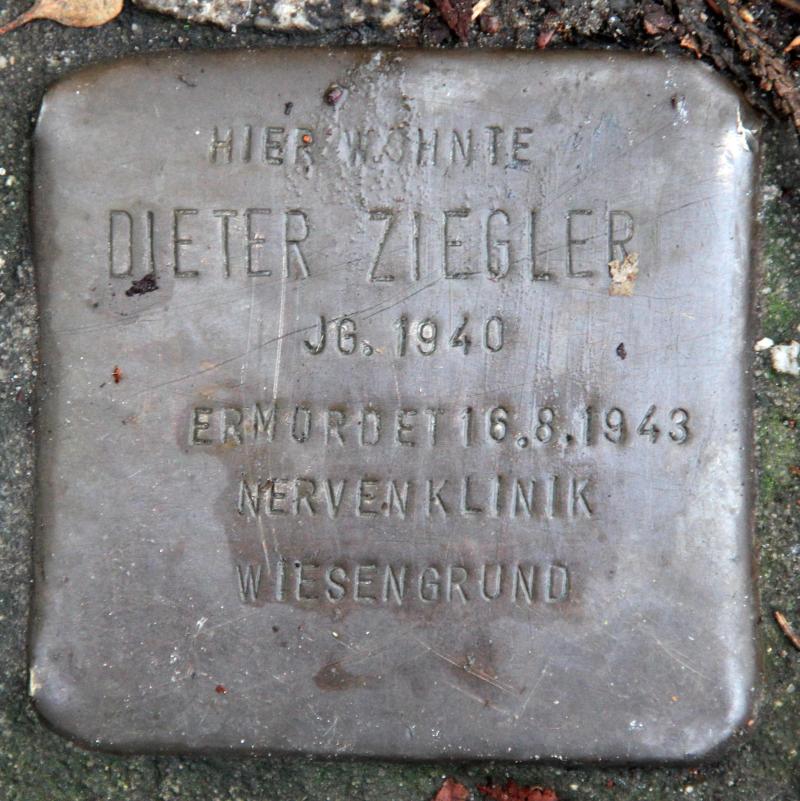 HIER WOHNTE
DIETER ZIEGLER
JG. 1940
ERMORDET 16.8.1943
NERVENKLINIK
WIESENGRUND